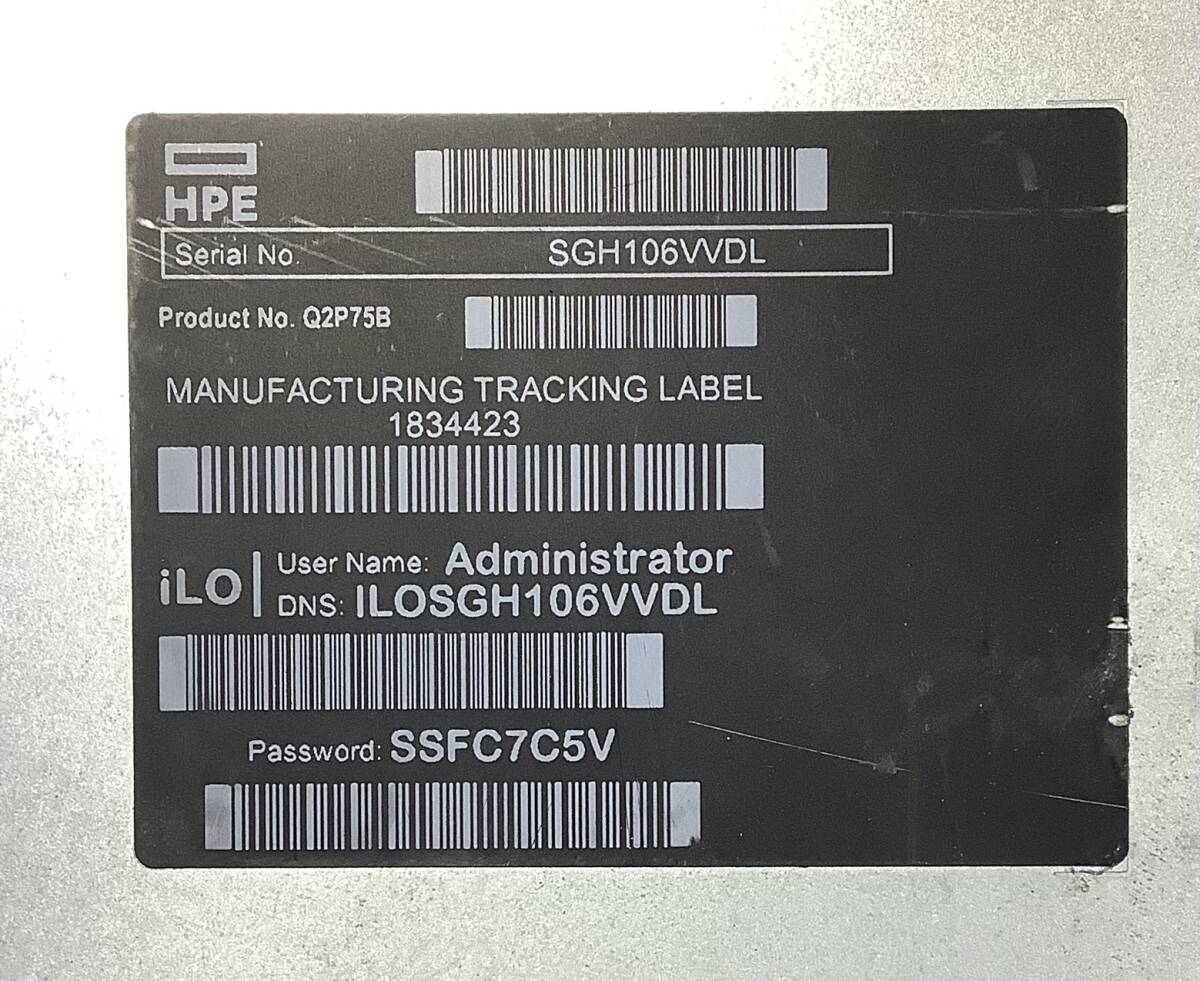 HPE
Serial No. SGH106VVDL
Product No. Q2P75B
MANUFACTURING TRACKING LABEL
1834423
iLO
User Name: Administrator
DNS: ILOSGH106VVDL
Password: SSFC7C5V